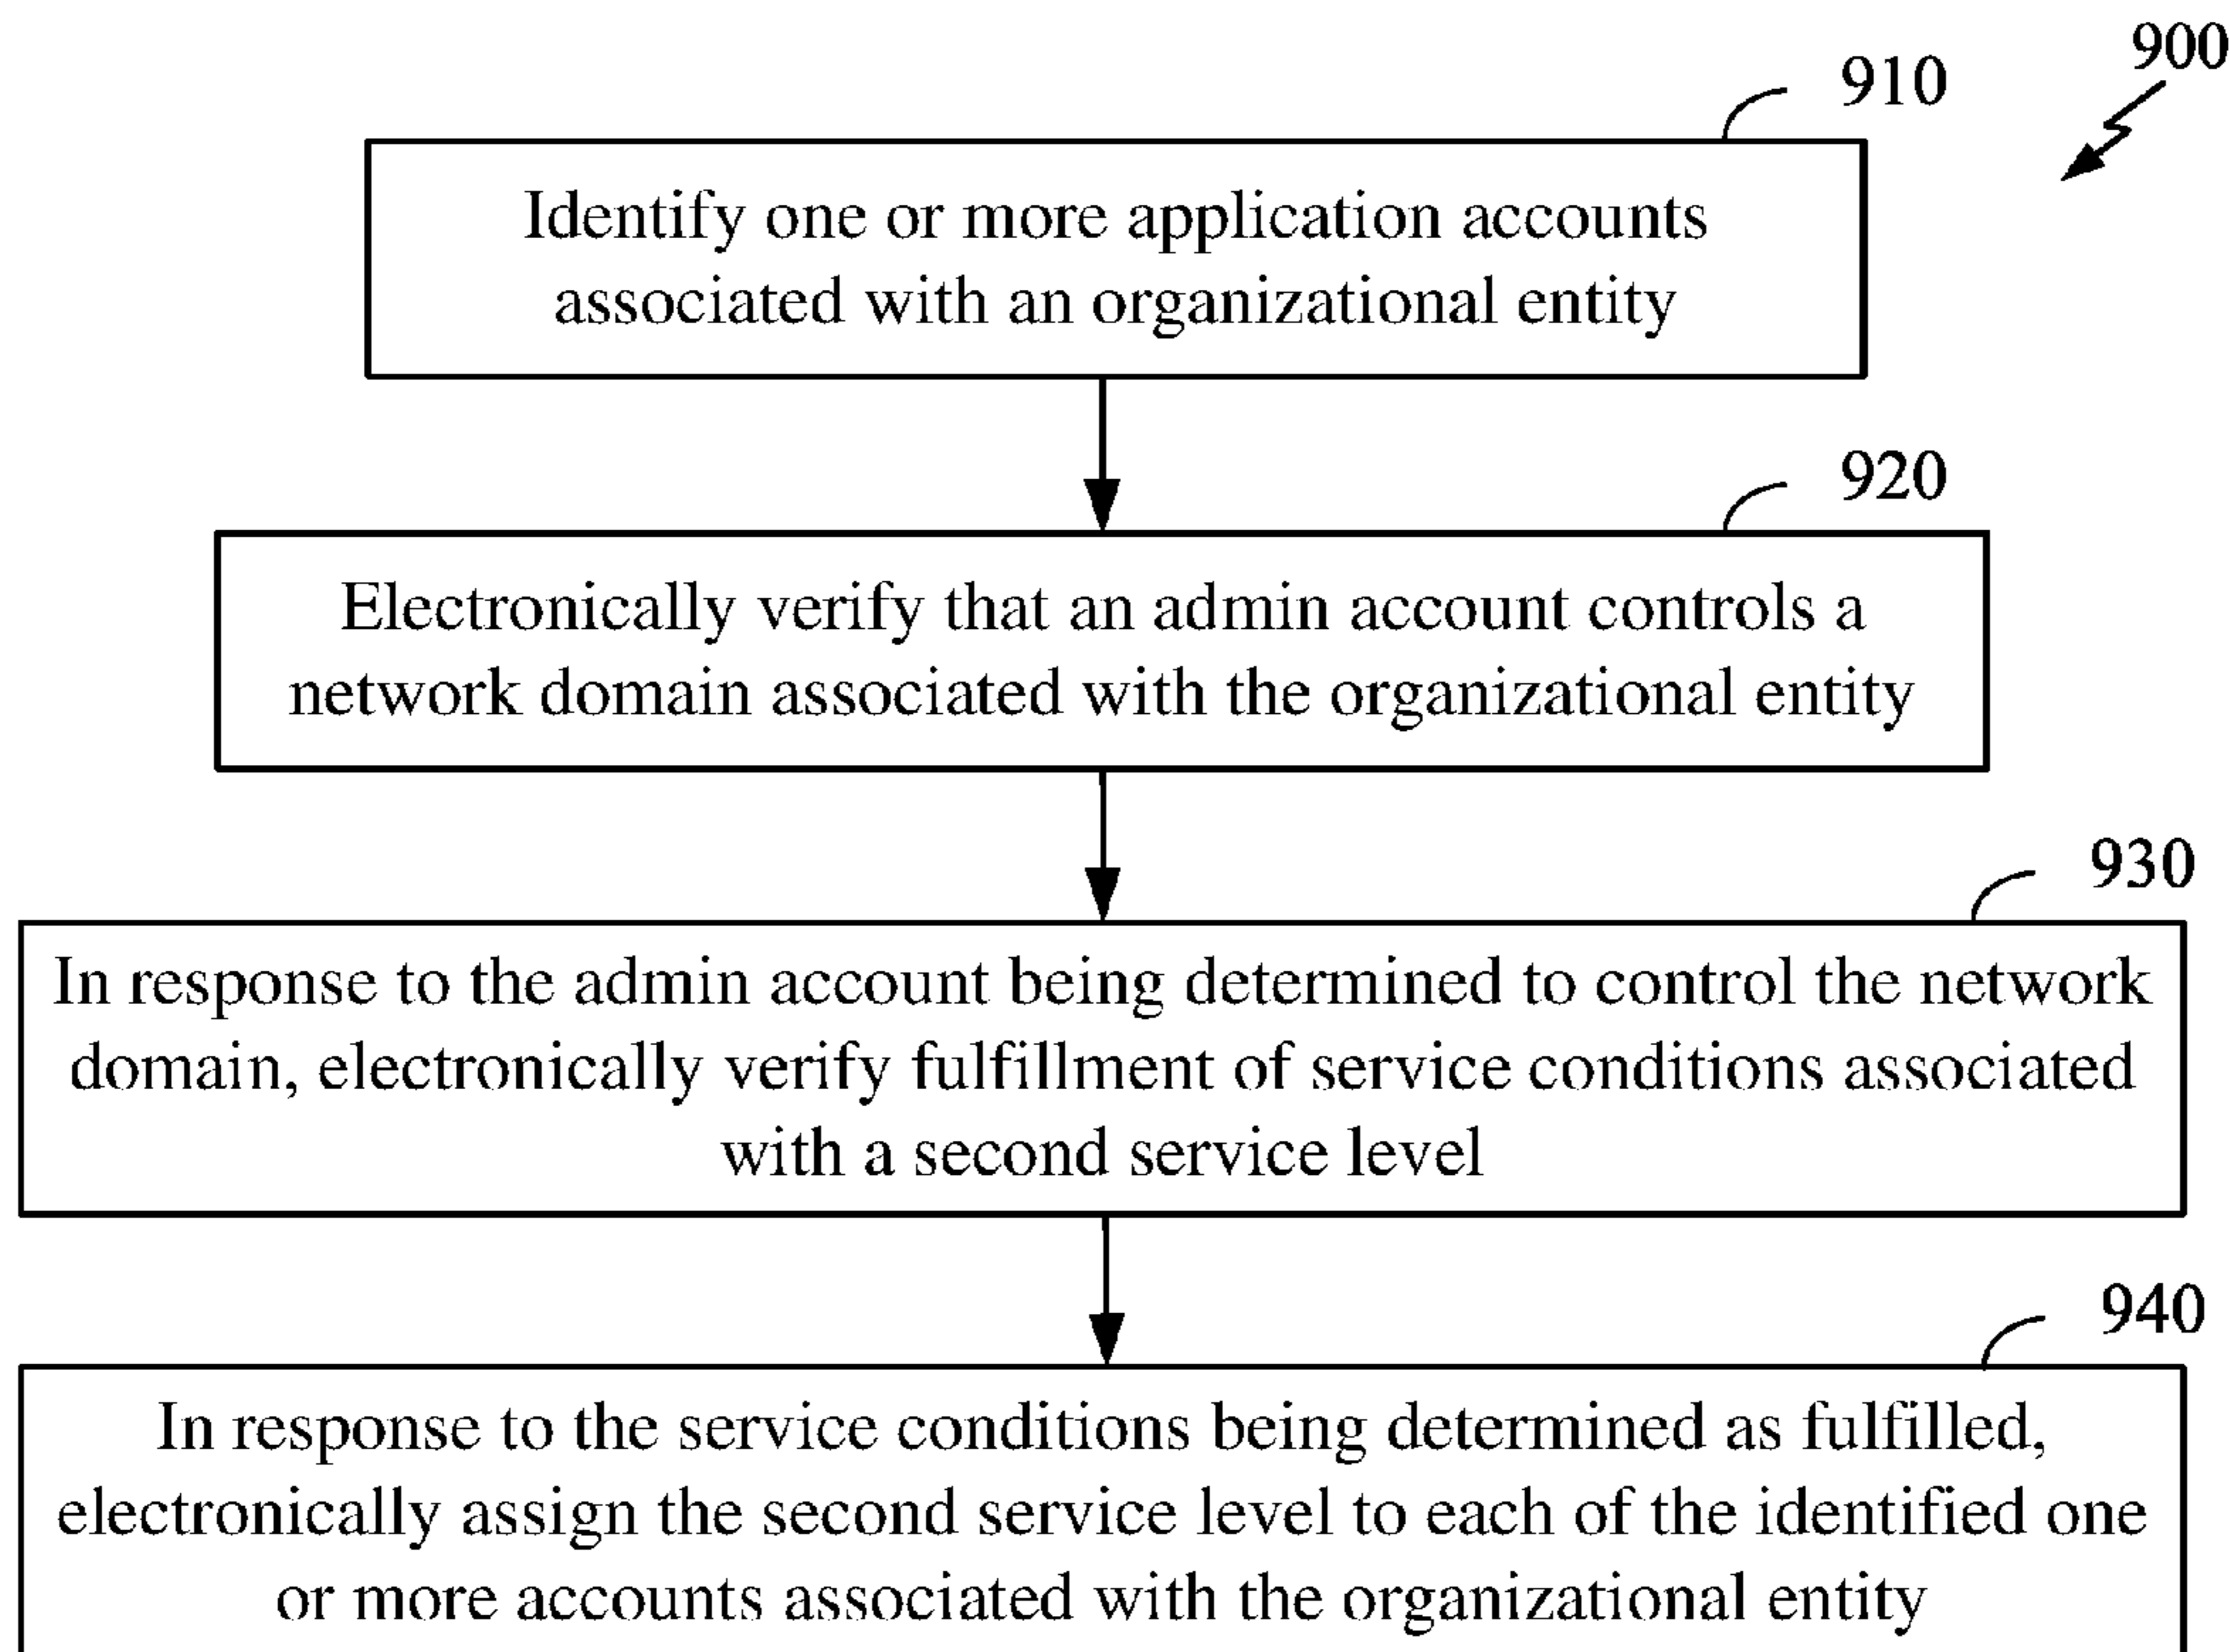 900
910
Identify one or more application accounts
associated with an organizational entity
920
Electronically verify that an admin account controls a
network domain associated with the organizational entity
930
In response to the admin account being determined to control the network
domain, electronically verify fulfillment of service conditions associated
with a second service level
940
In response to the service conditions being determined as fulfilled,
electronically assign the second service level to each of the identified one
or more accounts associated with the organizational entity